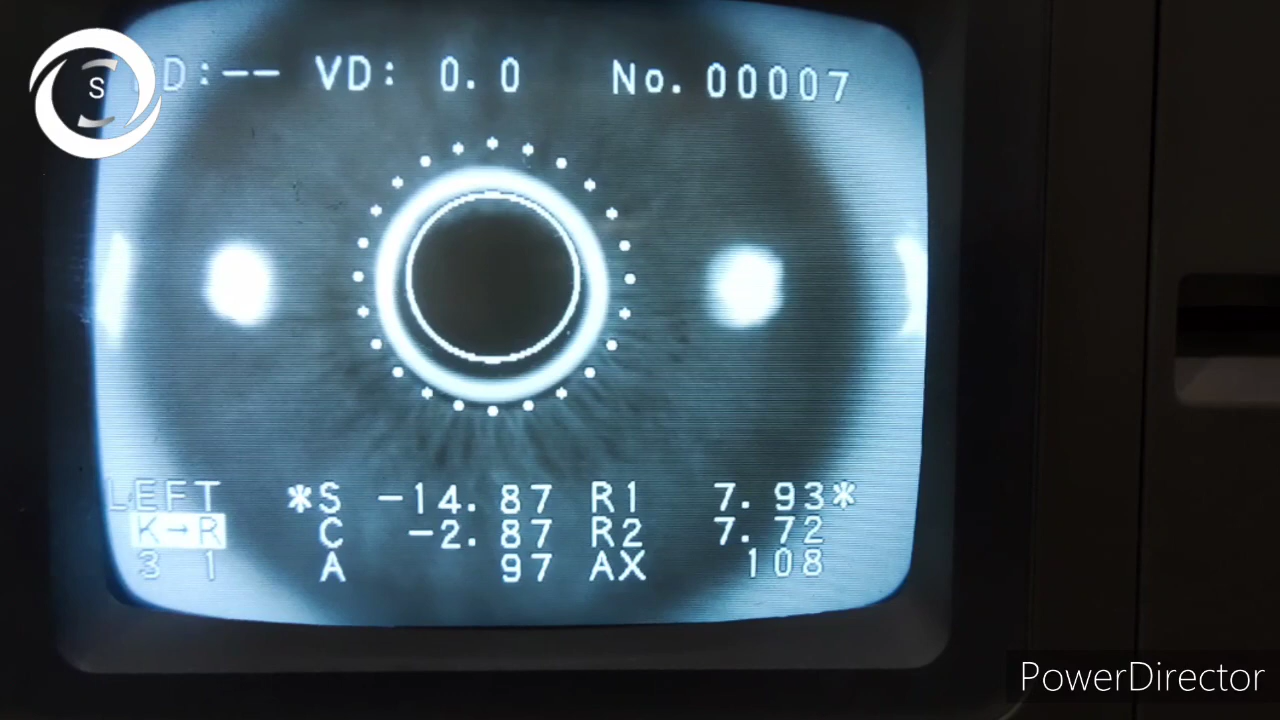 S
D:-- VD: 0.0 No. 00007
LEFT *S -14.87 R1 7.93*
K→R C -2.87 R2 7.72
3 1 A 97 AX 108
PowerDirector